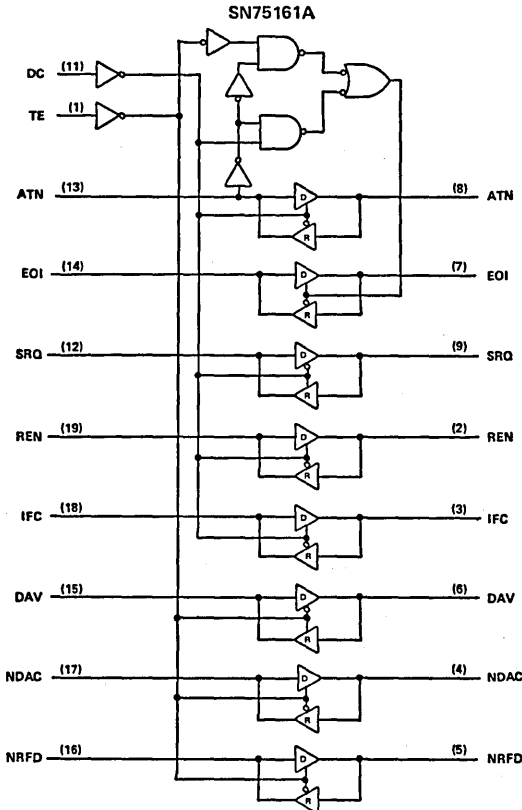 SN75161A
DC (11)
TE (1)
ATN (13) D (8) ATN
R
EOI (14) D (7) EOI
R
SRQ (12) D (9) SRQ
R
REN (19) D (2) REN
R
IFC (18) D (3) IFC
R
DAV (15) D (6) DAV
R
NDAC (17) D (4) NDAC
R
NRFD (16) D (5) NRFD
R